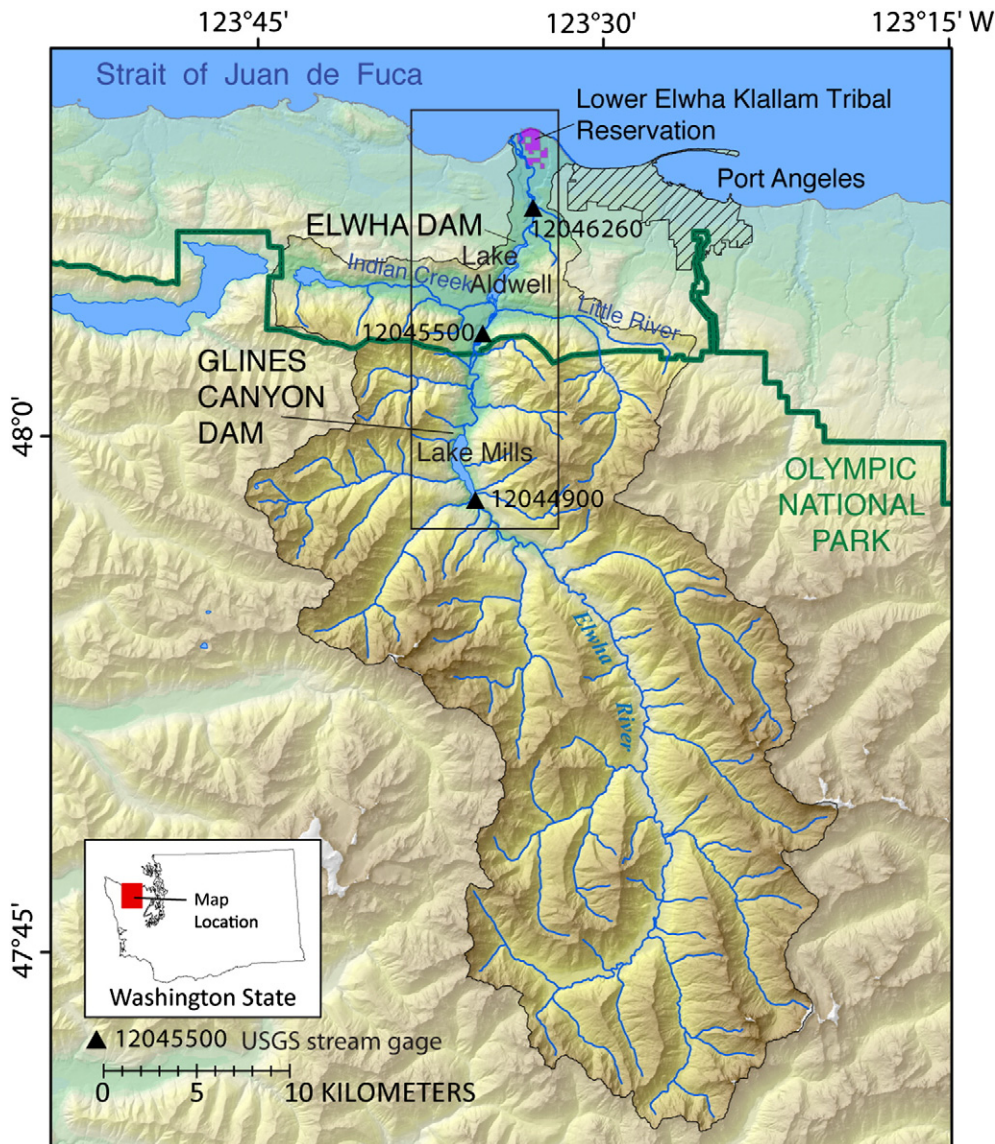 123°45'
123°30'
123°15' W
Strait of Juan de Fuca
Lower Elwha Klallam Tribal
Reservation
Port Angeles
ELWHA DAM
12046260
Lake
Aldwell
Indian Creek
Little River
12045500
GLINES
CANYON
DAM
48°0'
Lake Mills
OLYMPIC
NATIONAL
PARK
12044900
Elwha
River
47°45'
Map
Location
Washington State
12045500 USGS stream gage
0 5 10 KILOMETERS